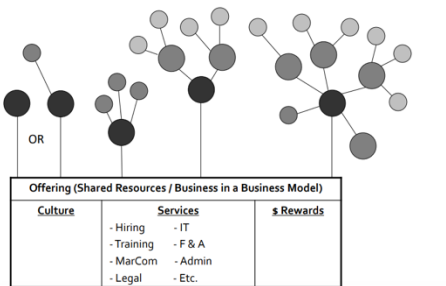 OR
Offering (Shared Resources / Business in a Business Model)
Culture Services $ Rewards
- Hiring - IT
- Training - F & A
- MarCom - Admin
- Legal - Etc.